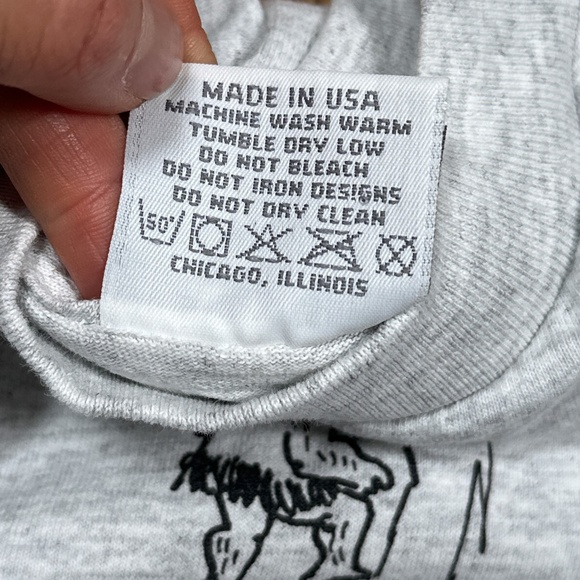 MADE IN USA
MACHINE WASH WARM
TUMBLE DRY LOW
DO NOT BLEACH
DO NOT IRON DESIGNS
DO NOT DRY CLEAN
50°
CHICAGO, ILLINOIS